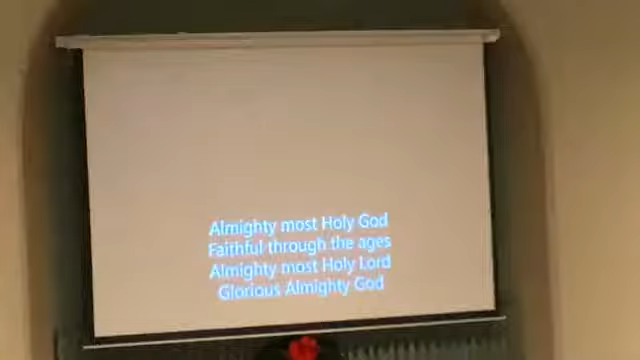 Almighty most Holy God
Faithful through the ages
Almighty most Holy Lord
Glorious Almighty God